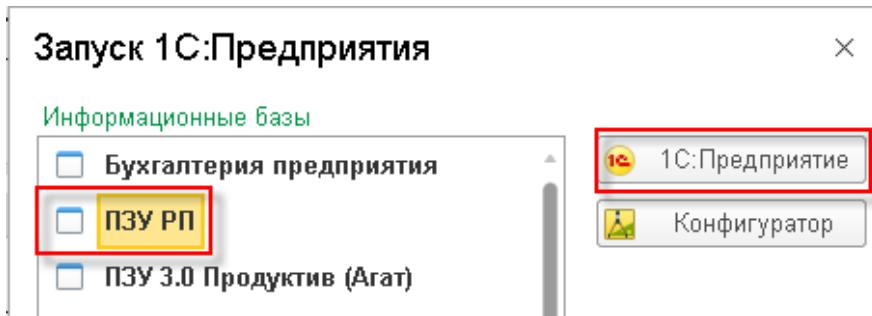 Запуск 1С:Предприятия
Информационные базы
Бухгалтерия предприятия
1С:Предприятие
ПЗУ РП
Конфигуратор
ПЗУ 3.0 Продуктив (Агат)